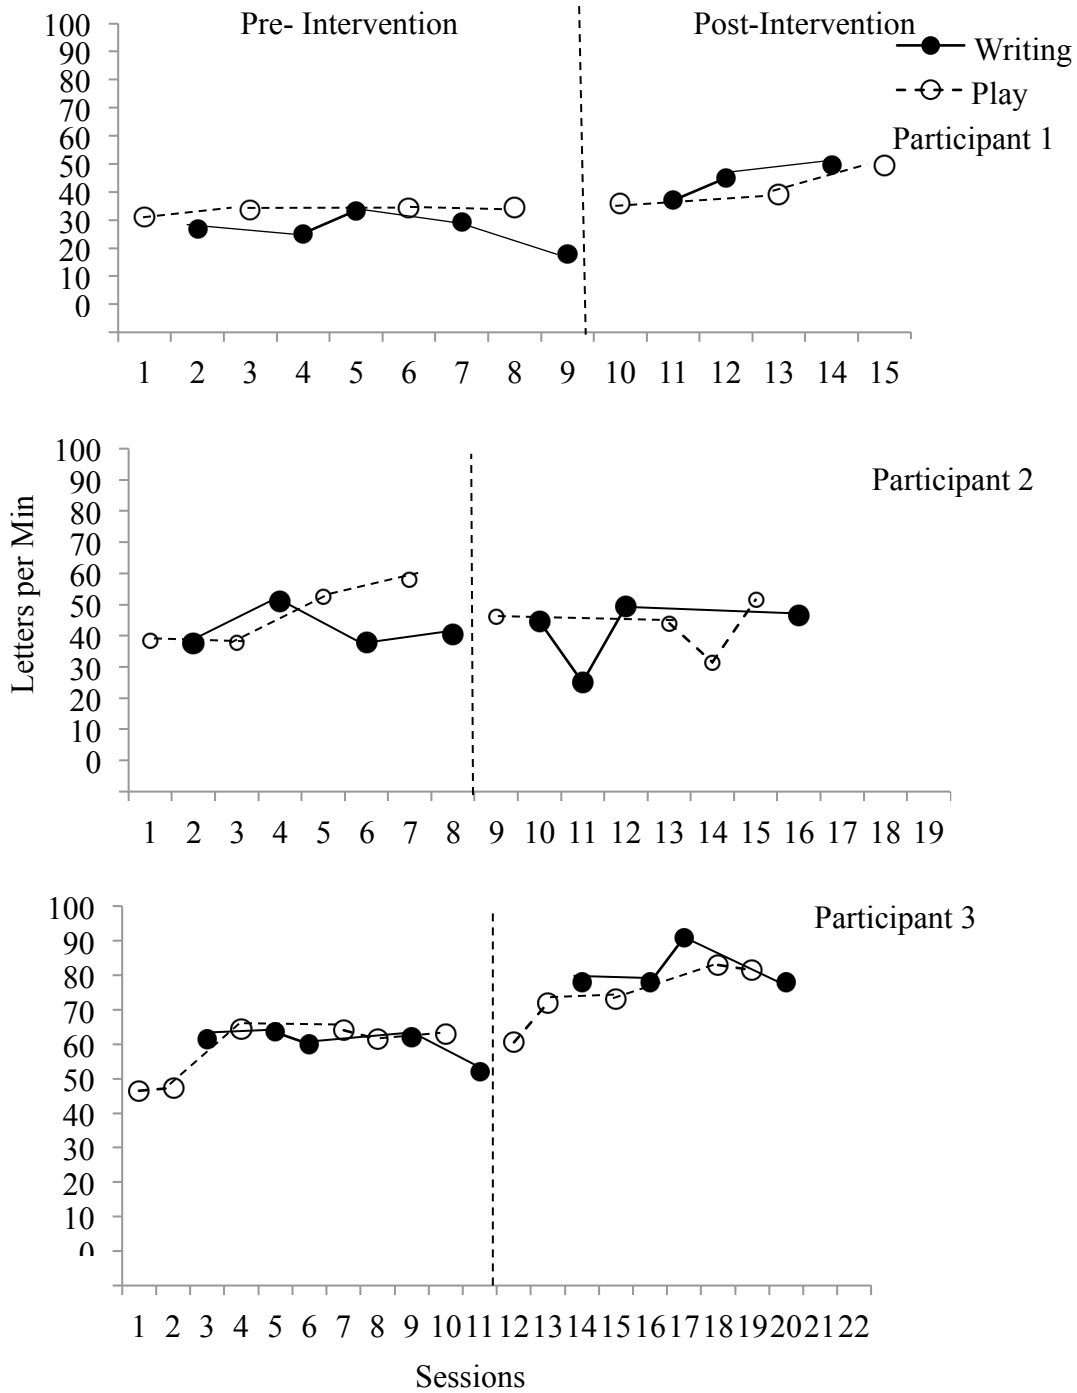 Pre- Intervention
Post-Intervention
Writing
Play
Participant 1
100
90
80
70
60
50
40
30
20
10
0
1 2 3 4 5 6 7 8 9 10 11 12 13 14 15
Participant 2
Letters per Min
100
90
80
70
60
50
40
30
20
10
0
1 2 3 4 5 6 7 8 9 10 11 12 13 14 15 16 17 18 19
Participant 3
100
90
80
70
60
50
40
30
20
10
0
1 2 3 4 5 6 7 8 9 10 11 12 13 14 15 16 17 18 19 20 21 22
Sessions